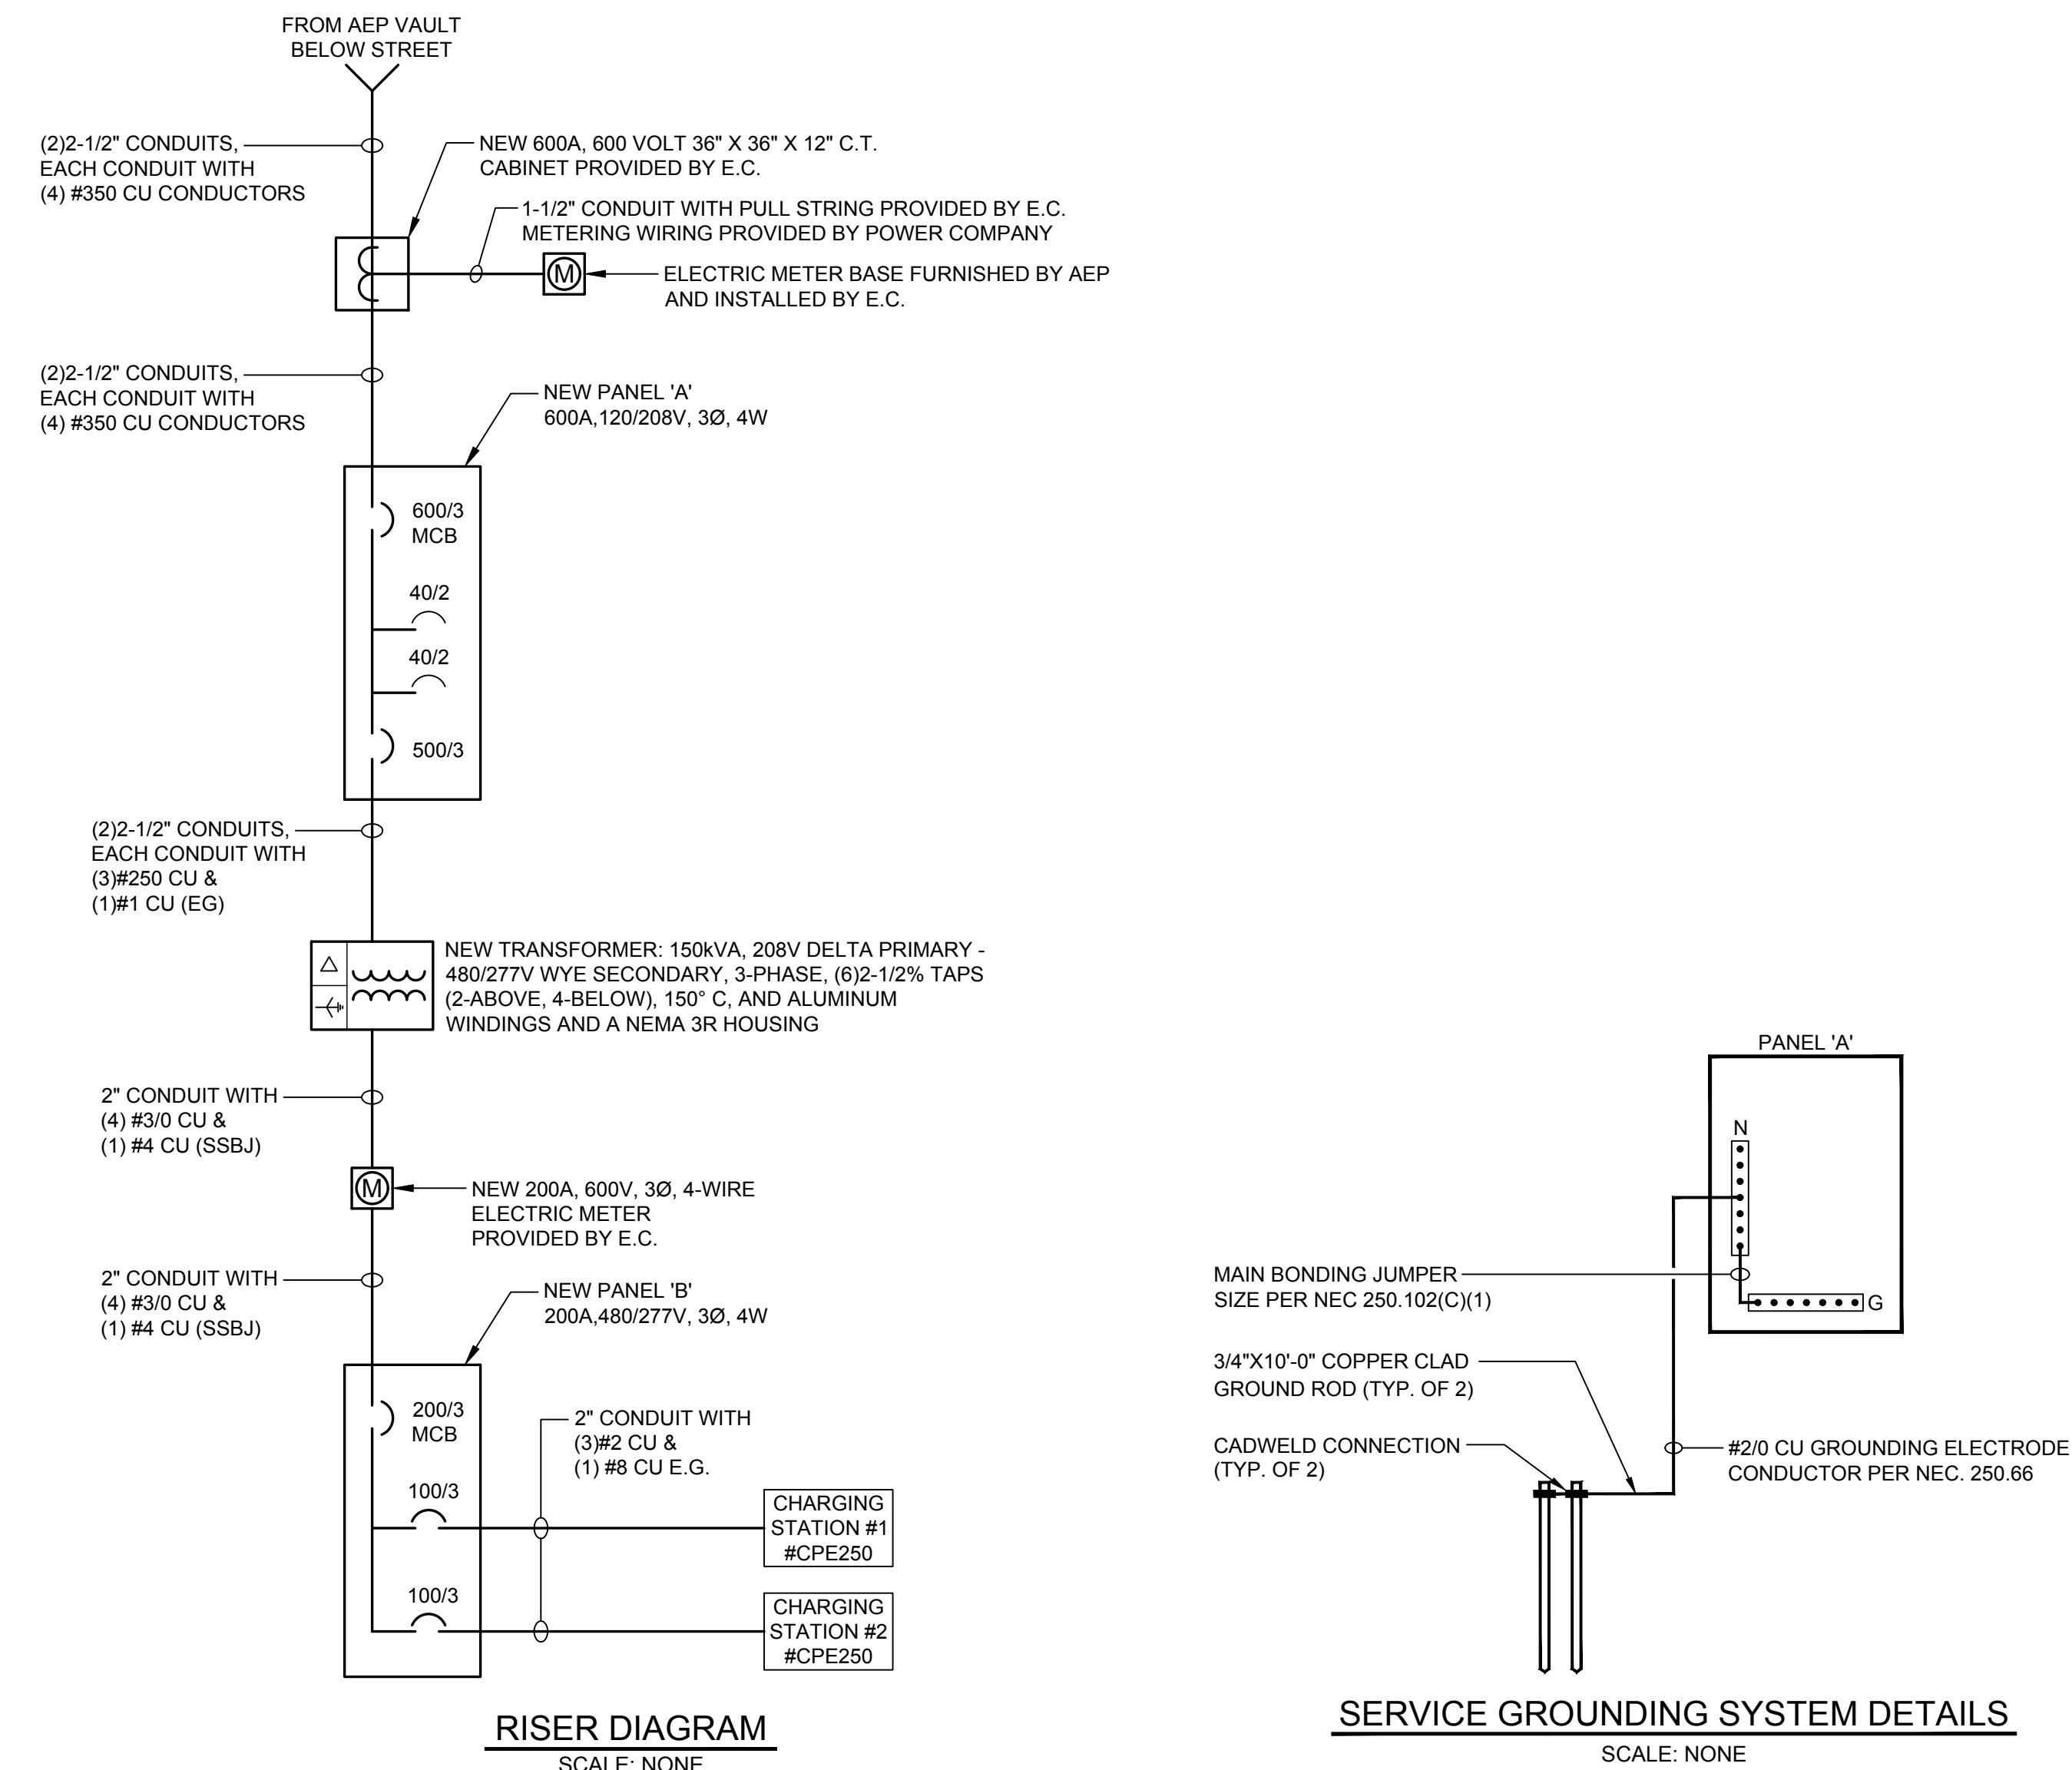 FROM AEP VAULT
BELOW STREET
(2)2-1/2" CONDUITS,
EACH CONDUIT WITH
(4) #350 CU CONDUCTORS
NEW 600A, 600 VOLT 36" X 36" X 12" C.T.
CABINET PROVIDED BY E.C.
1-1/2" CONDUIT WITH PULL STRING PROVIDED BY E.C.
METERING WIRING PROVIDED BY POWER COMPANY
M
ELECTRIC METER BASE FURNISHED BY AEP
AND INSTALLED BY E.C.
(2)2-1/2" CONDUITS,
EACH CONDUIT WITH
(4) #350 CU CONDUCTORS
NEW PANEL 'A'
600A,120/208V, 3Ø, 4W
600/3
MCB
40/2
40/2
500/3
(2)2-1/2" CONDUITS,
EACH CONDUIT WITH
(3)#250 CU &
(1)#1 CU (EG)
NEW TRANSFORMER: 150kVA, 208V DELTA PRIMARY -
480/277V WYE SECONDARY, 3-PHASE, (6)2-1/2% TAPS
(2-ABOVE, 4-BELOW), 150° C, AND ALUMINUM
WINDINGS AND A NEMA 3R HOUSING
2" CONDUIT WITH
(4) #3/0 CU &
(1) #4 CU (SSBJ)
M
NEW 200A, 600V, 3Ø, 4-WIRE
ELECTRIC METER
PROVIDED BY E.C.
2" CONDUIT WITH
(4) #3/0 CU &
(1) #4 CU (SSBJ)
NEW PANEL 'B'
200A,480/277V, 3Ø, 4W
200/3
MCB
2" CONDUIT WITH
(3)#2 CU &
(1) #8 CU E.G.
100/3
CHARGING
STATION #1
#CPE250
100/3
CHARGING
STATION #2
#CPE250
RISER DIAGRAM
SCALE: NONE
PANEL 'A'
N
MAIN BONDING JUMPER
SIZE PER NEC 250.102(C)(1)
G
3/4"X10'-0" COPPER CLAD
GROUND ROD (TYP. OF 2)
CADWELD CONNECTION
(TYP. OF 2)
#2/0 CU GROUNDING ELECTRODE
CONDUCTOR PER NEC. 250.66
SERVICE GROUNDING SYSTEM DETAILS
SCALE: NONE